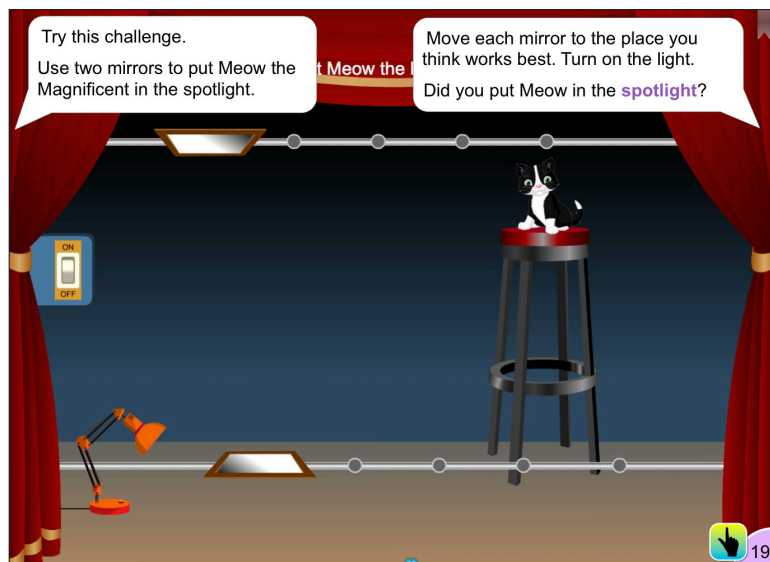 Try this challenge.
Use two mirrors to put Meow the
Magnificent in the spotlight.
t Meow the
Move each mirror to the place you
think works best. Turn on the light.
Did you put Meow in the spotlight?
ON
OFF
19